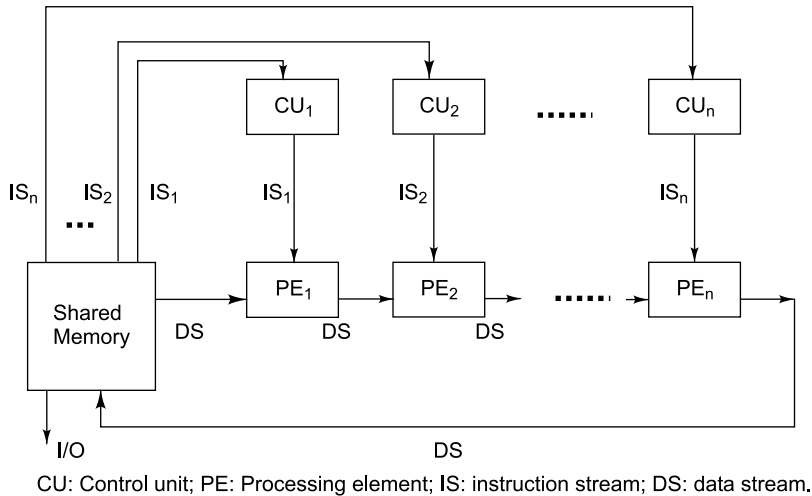 CU₁ CU₂ CUₙ
ISₙ IS₂ IS₁ IS₁ IS₂ ISₙ
Shared
Memory
PE₁ PE₂ PEₙ
DS DS DS
I/O DS
CU: Control unit; PE: Processing element; IS: instruction stream; DS: data stream.